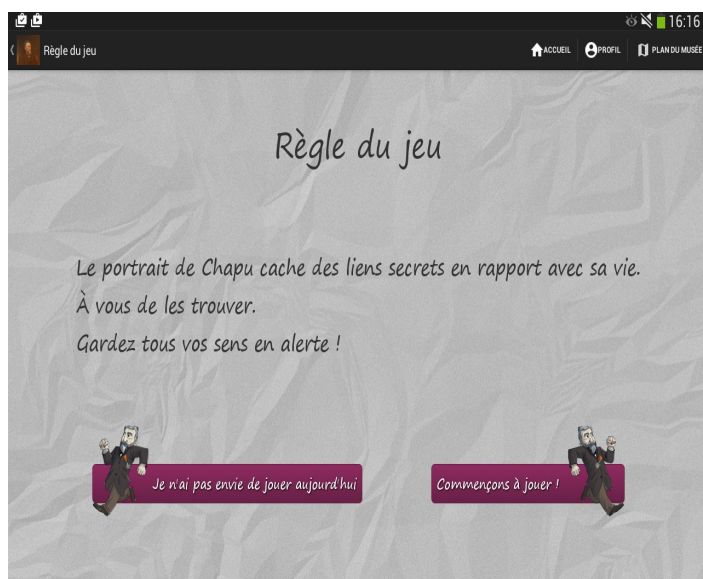 16:16
Règle du jeu
ACCUEIL
PROFIL
PLAN DU MUSÉE
Règle du jeu
Le portrait de Chapu cache des liens secrets en rapport avec sa vie.
À vous de les trouver.
Gardez tous vos sens en alerte !
Je n'ai pas envie de jouer aujourd'hui
Commençons à jouer !